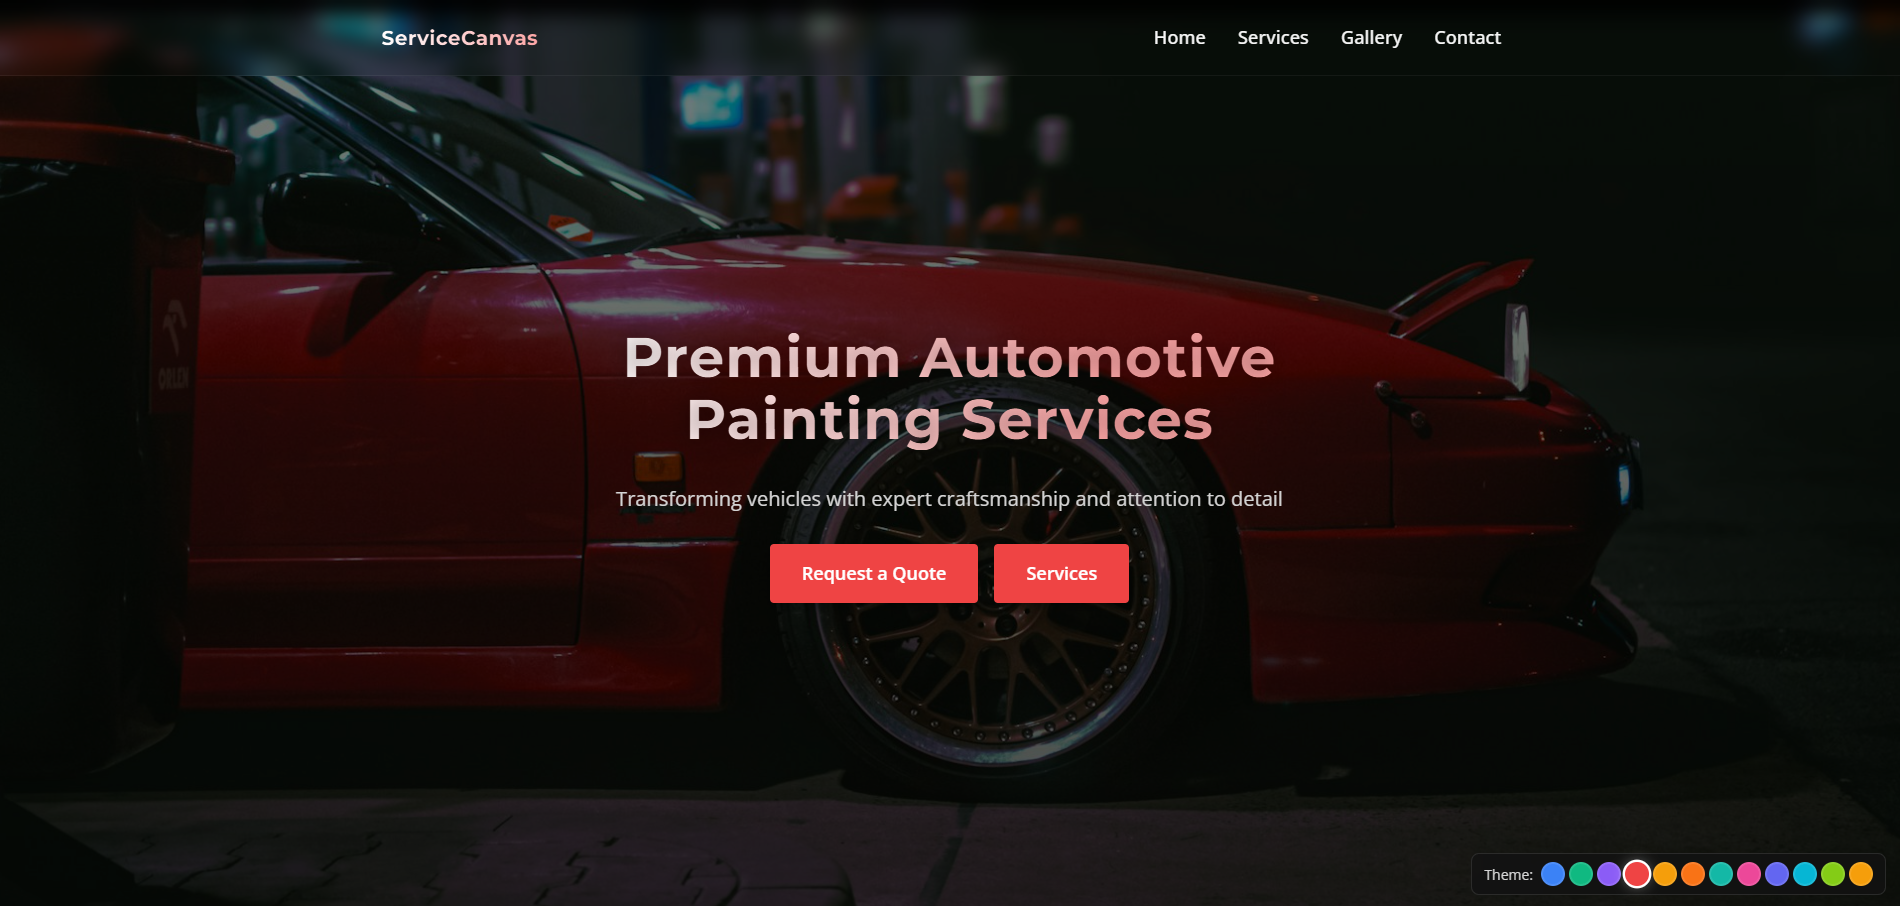 ServiceCanvas
Home Services Gallery Contact
ORLEN
Premium Automotive
Painting Services
Transforming vehicles with expert craftsmanship and attention to detail
Request a Quote Services
Theme: